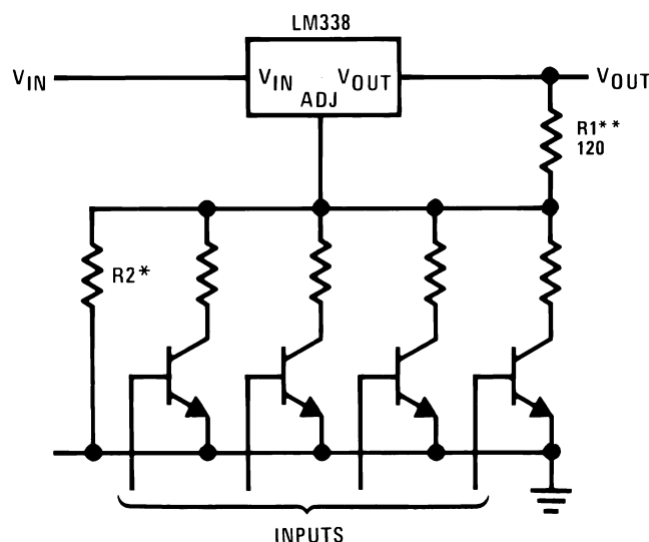 LM338
VIN
VIN
VOUT
ADJ
VOUT
R1**
120
R2*
INPUTS